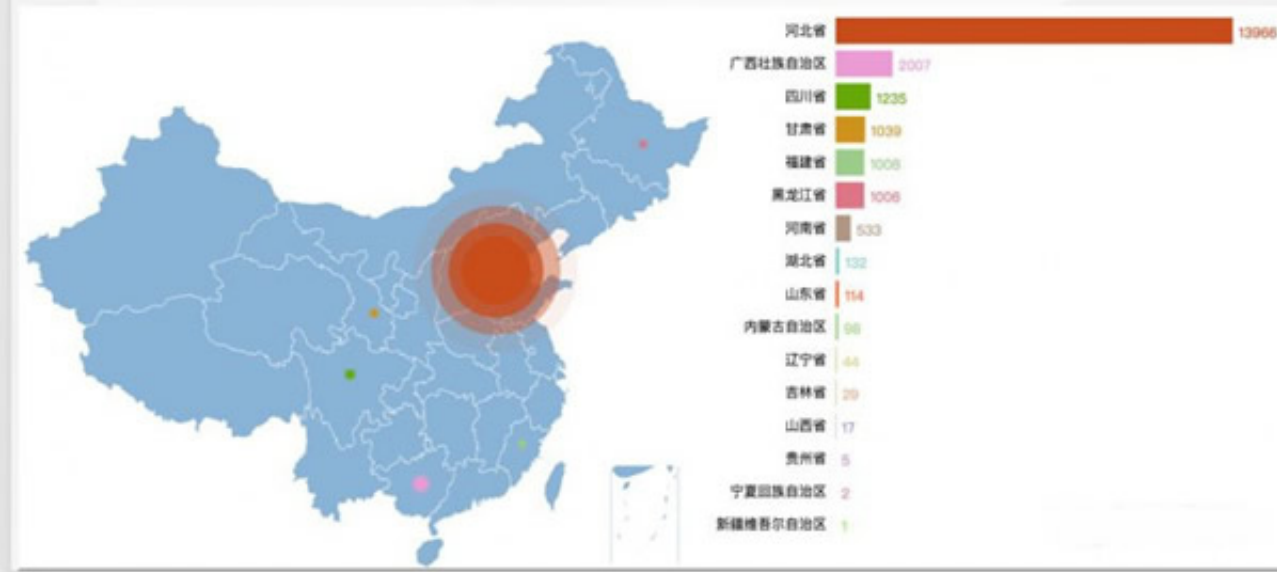 河北省 13966
广西壮族自治区 2007
四川省 1235
甘肃省 1039
福建省 1006
黑龙江省 1006
河南省 533
湖北省 132
山东省 114
内蒙古自治区 98
辽宁省 44
吉林省 29
山西省 17
贵州省 5
宁夏回族自治区 2
新疆维吾尔自治区 1